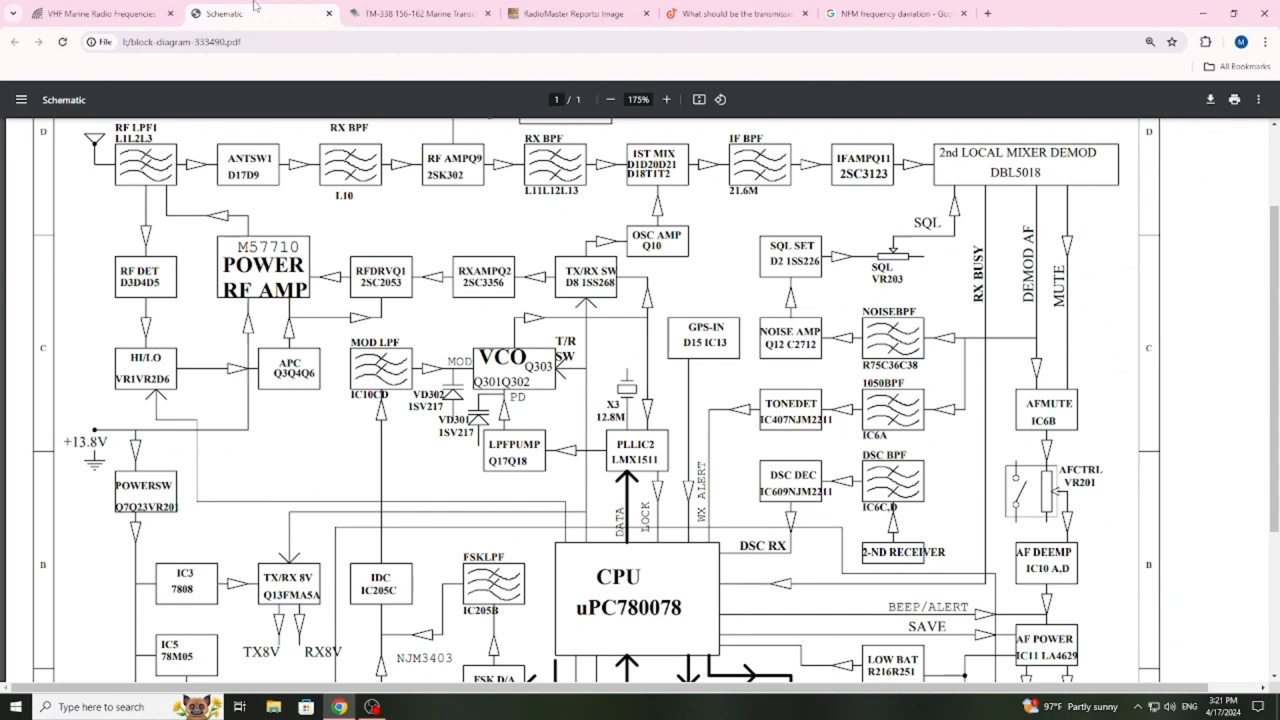 VHF Marine Radio Frequencies
Schematic
TM-338 156-162 Marine Trans
RadioMaster Reports: Image
What should be the transmissi
NFM frequency daviation - Goo
File
I:/block-diagram-333490.pdf
All Bookmarks
Schematic
1 / 1
175%
D
D
RF LPF1
L1L2L3
RX BPF
RX BPF
IF BPF
ANTSW1
D17D9
L10
RF AMPQ9
2SK302
L11L12L13
1ST MIX
D1D20D21
D18T1T2
21.6M
IFAMPQ11
2SC3123
2nd LOCAL MIXER DEMOD
DBL5018
OSC AMP
Q10
SQL
SQL SET
D2 1SS226
SQL
VR203
RX BUSY
DEMOD AF
MUTE
M57710
POWER
RF AMP
RF DET
D3D4D5
RFDRVQ1
2SC2053
RXAMPQ2
2SC3356
TX/RX SW
D8 1SS268
C
C
HI/LO
VR1VR2D6
APC
Q3Q4Q6
MOD LPF
IC10CD
MOD
VCO
Q303
Q301Q302
T/R
SW
GPS-IN
D15 IC13
NOISE AMP
Q12 C2712
NOISEBPF
R75C36C38
VD302
1SV217
VD301
1SV217
PD
X3
12.8M
TONEDET
IC407NJM2211
1050BPF
IC6A
AFMUTE
IC6B
+13.8V
LPFPUMP
Q17Q18
PLLIC2
LMX1511
DSC BPF
DSC DEC
IC609NJM2211
IC6C,D
AFCTRL
VR201
POWERSW
Q7Q23VR201
DATA
LOCK
WX ALERT
DSC RX
2-ND RECEIVER
AF DEEMP
IC10 A,D
B
B
IC3
7808
TX/RX 8V
Q13FMA5A
IDC
IC205C
FSKLPF
IC205B
CPU
uPC780078
BEEP/ALERT
SAVE
TX8V
RX8V
NJM3403
IC5
78M05
FSK D/A
LOW BAT
R216R251
AF POWER
IC11 LA4629
Type here to search
97°F Partly sunny
ENG
3:21 PM
4/17/2024